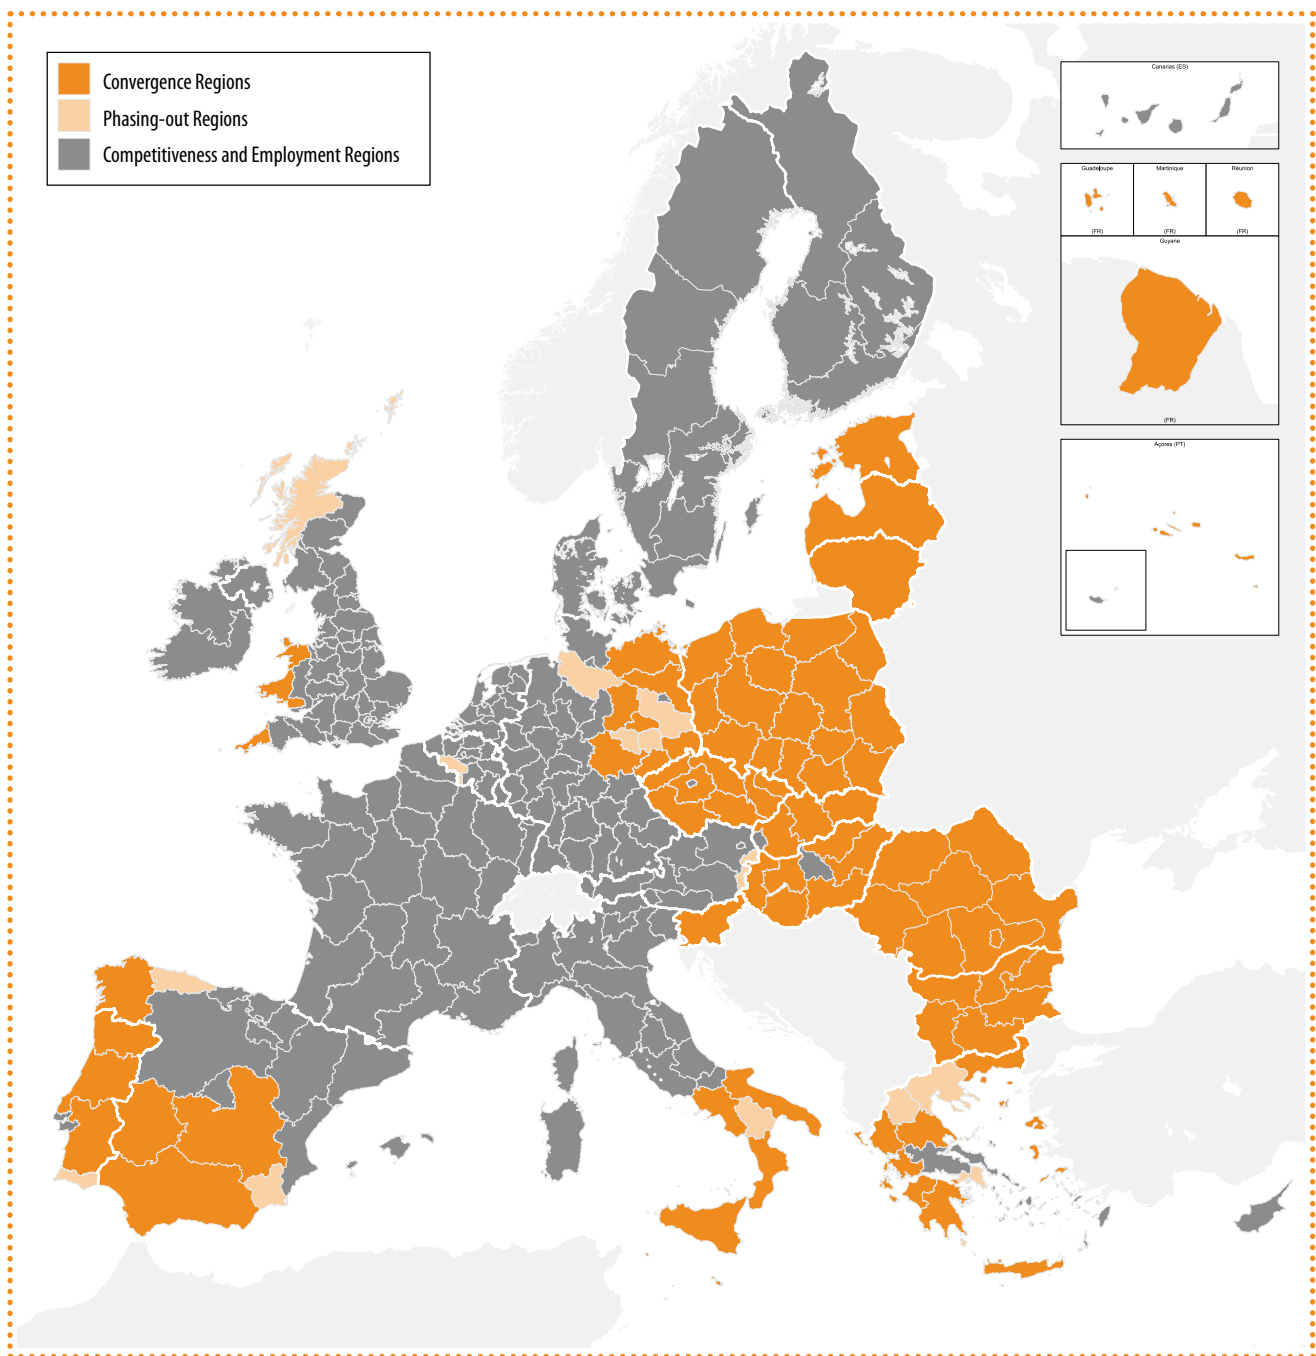 Convergence Regions
Phasing-out Regions
Competitiveness and Employment Regions
Canarias (ES)
Guadeloupe
Martinique
Réunion
(FR)
(FR)
(FR)
Guyane
(FR)
Açores (PT)